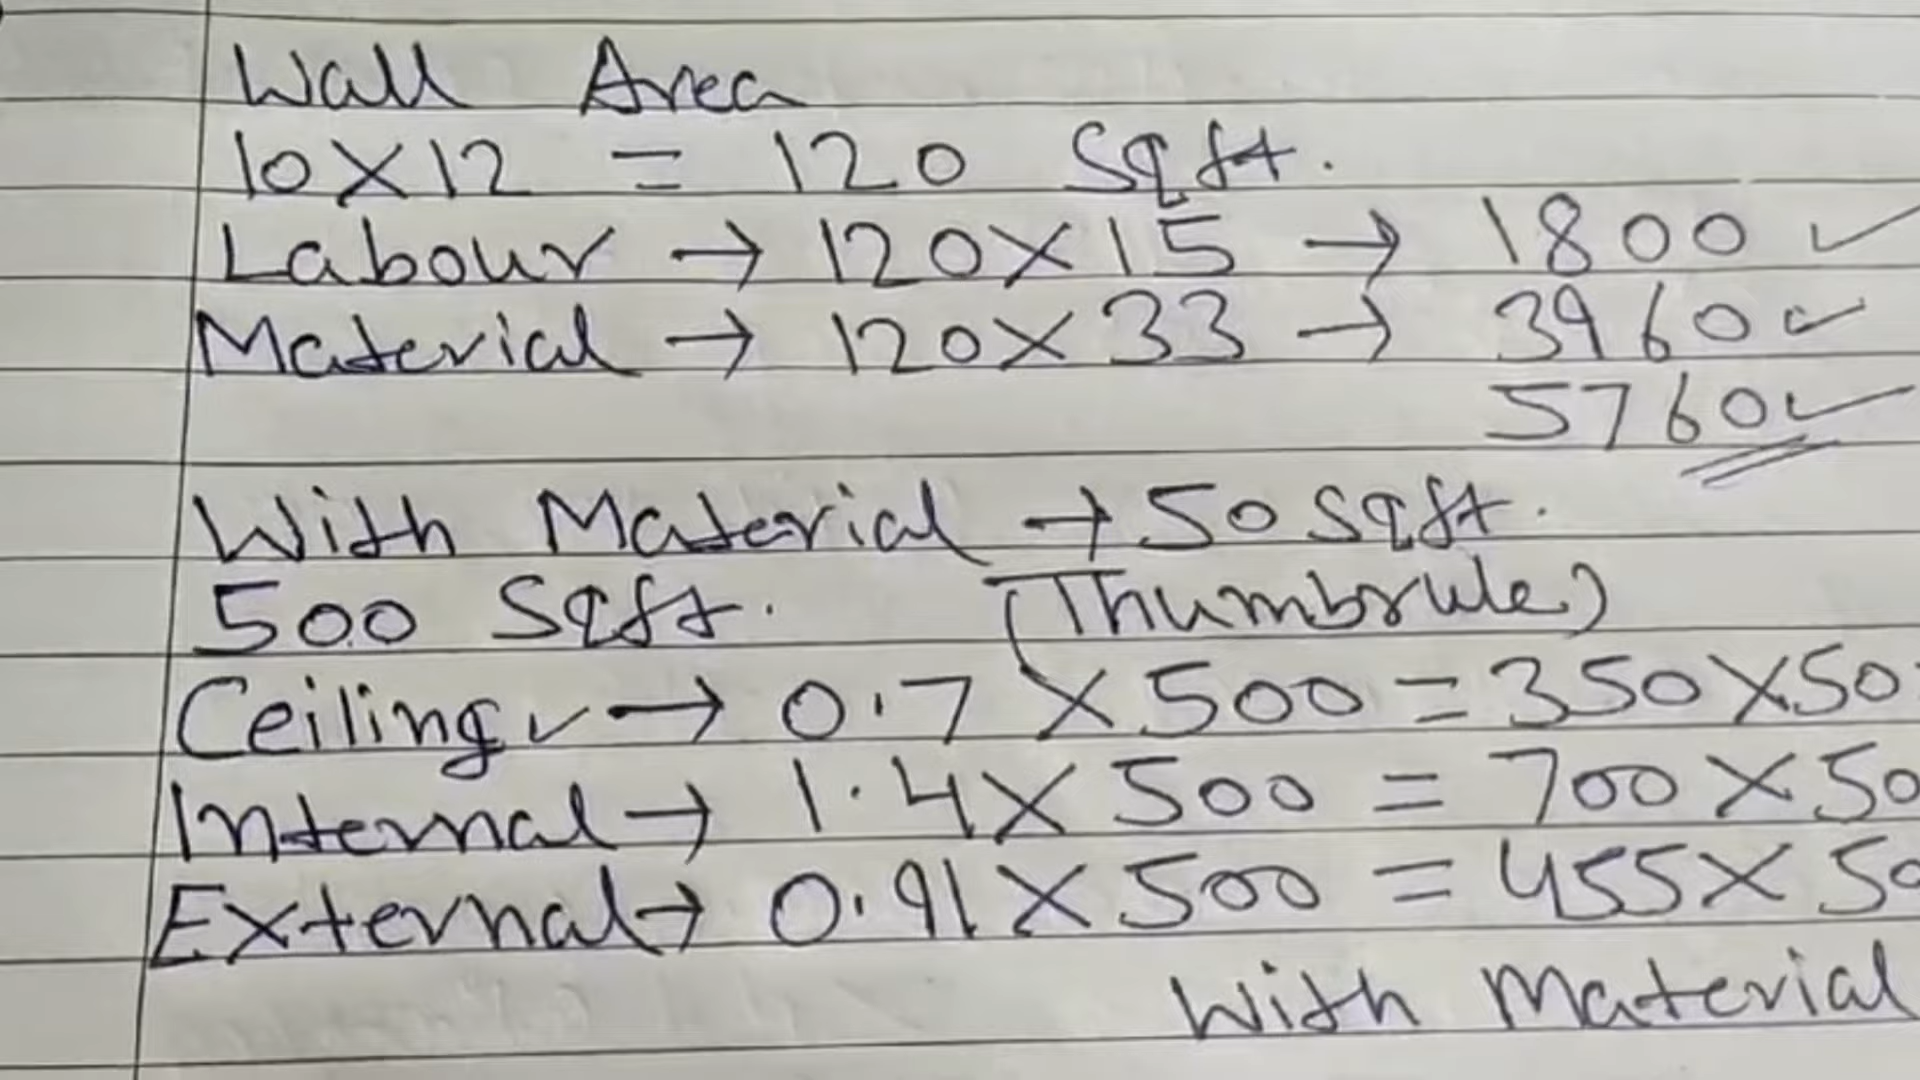 Wall Area
10X12 = 120 Sqft.
Labour → 120X15 → 1800 ✓
Material → 120X33 → 3960 ✓
5760 ✓
With Material → 50 Sqft.
500 Sqft. (Thumbrule)
Ceiling ✓ → 0.7 X 500 = 350X50
Internal → 1.4X 500 = 700 X 50
External → 0.91 X 500 = 455X 50
With Material